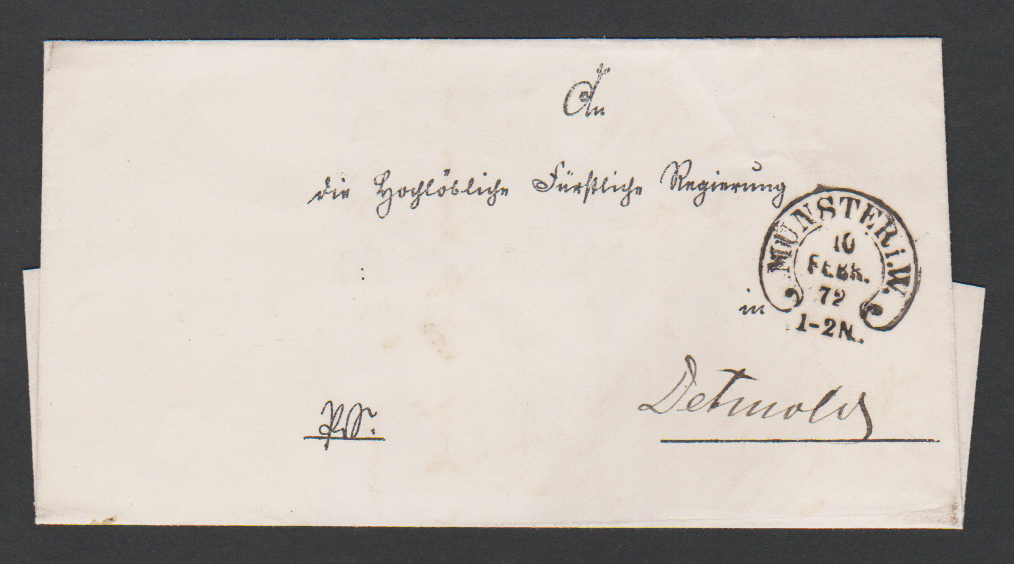 An
die Hochlöbliche Fürstliche Regierung
MÜNSTER i.W.
10
FEBR.
72
1-2N.
in
Detmold